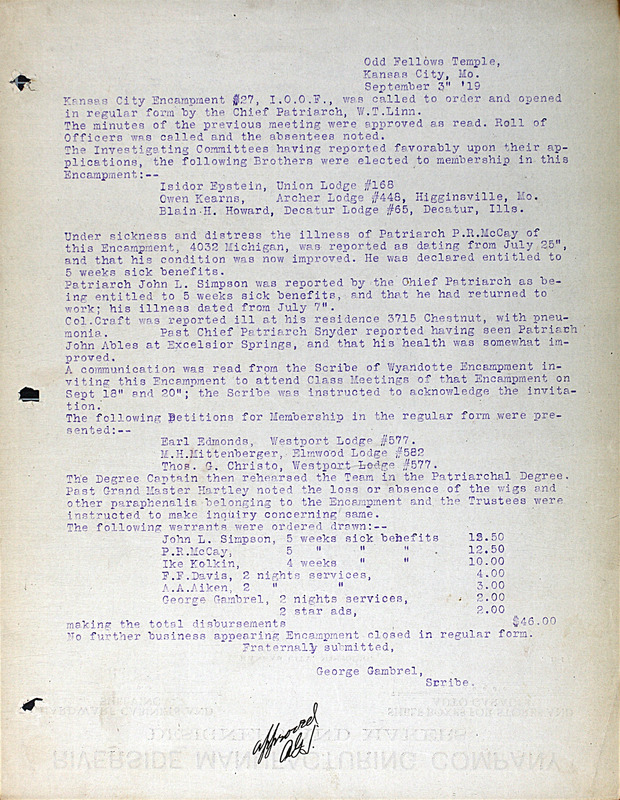 Odd Fellows Temple,
Kansas City, Mo.
September 3" '19
Kansas City Encampment #27, I.O.O.F., was called to order and opened
in regular form by the Chief Patriarch, W.T.Linn.
The minutes of the previous meeting were approved as read. Roll of
Officers was called and the absentees noted.
The Investigating Committees having reported favorably upon their ap-
plications, the following Brothers were elected to membership in this
Encampment:--
Isidor Epstein, Union Lodge #168
Owen Kearns, Archer Lodge #448, Higginsville, Mo.
Blain H. Howard, Decatur Lodge #65, Decatur, Ills.
Under sickness and distress the illness of Patriarch P.R.McCay of
this Encampment, 4032 Michigan, was reported as dating from July 25",
and that his condition was now improved. He was declared entitled to
5 weeks sick benefits.
Patriarch John L. Simpson was reported by the Chief Patriarch as be-
ing entitled to 5 weeks sick benefits, and that he had returned to
work; his illness dated from July 7".
Col.Craft was reported ill at his residence 3715 Chestnut, with pneu-
monia. Past Chief Patriarch Snyder reported having seen Patriach
John Ables at Excelsior Springs, and that his health was somewhat im-
proved.
A communication was read from the Scribe of Wyandotte Encampment in-
viting this Encampment to attend Class Meetings of that Encampment on
Sept 18" and 20"; the Scribe was instructed to acknowledge the invita-
tion.
The following Petitions for Membership in the regular form were pre-
sented:--
Earl Edmonds, Westport Lodge #577.
M.H.Mittenberger, Elmwood Lodge #582
Thos. G. Christo, Westport Lodge #577.
The Degree Captain then rehearsed the Team in the Patriarchal Degree.
Past Grand Master Hartley noted the loss or absence of the wigs and
other paraphenalia belonging to the Encampment and the Trustees were
instructed to make inquiry concerning same.
The following warrants were ordered drawn:--
John L. Simpson, 5 weeks sick benefits 12.50
P.R.McCay, 5 " " " . 12.50
Ike Kolkin, 4 weeks " " 10.00
F.F.Davis, 2 nights services, 4.00
A.A.Aiken, 2 " " 3.00
George Gambrel, 2 nights services, 2.00
2 star ads, 2.00
making the total disbursements $46.00
No further business appearing Encampment closed in regular form.
Fraternaly submitted,
George Gambrel,
Scribe.
approved
RIVERSIDE MANUFACTURING COMPANY